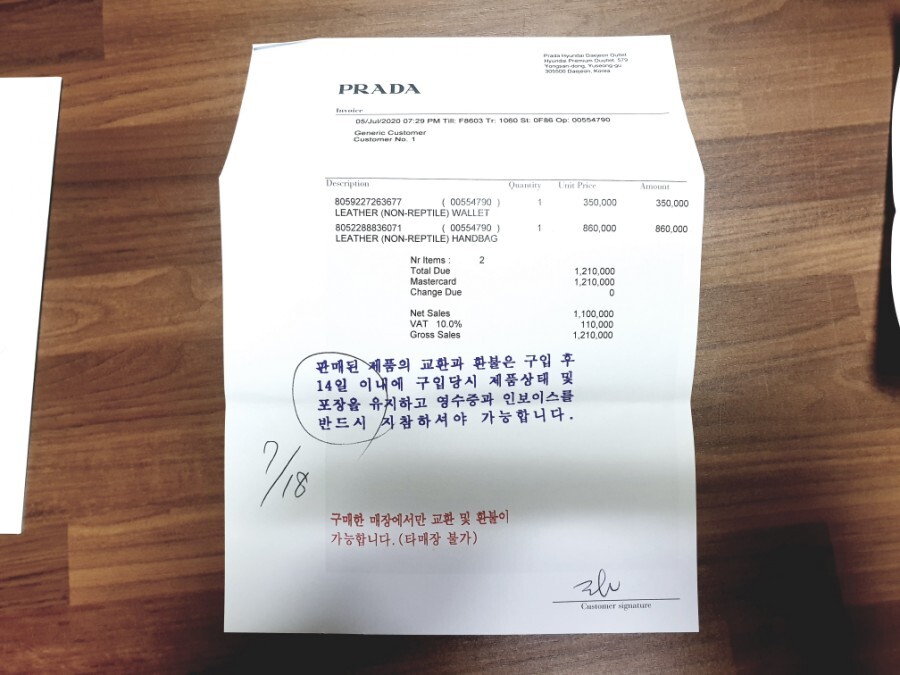 Prada Hyundai Daejeon Outlet
Hyundai Premium Outlet, 579
Yongsan-dong, Yuseong-gu
305500 Daejeon, Korea
PRADA
Invoice
05/Jul/2020 07:29 PM Till: F8603 Tr: 1060 St: 0F86 Op: 00554790
Generic Customer
Customer No. 1
Description Quantity Unit Price Amount
8059227263677 ( 00554790 ) 1 350,000 350,000
LEATHER (NON-REPTILE) WALLET
8052288836071 ( 00554790 ) 1 860,000 860,000
LEATHER (NON-REPTILE) HANDBAG
Nr Items : 2
Total Due 1,210,000
Mastercard 1,210,000
Change Due 0
Net Sales 1,100,000
VAT 10.0% 110,000
Gross Sales 1,210,000
판매된 제품의 교환과 환불은 구입 후
14일 이내에 구입당시 제품상태 및
포장을 유지하고 영수증과 인보이스를
반드시 지참하셔야 가능합니다.
7/18
구매한 매장에서만 교환 및 환불이
가능합니다.(타매장 불가)
Customer signature